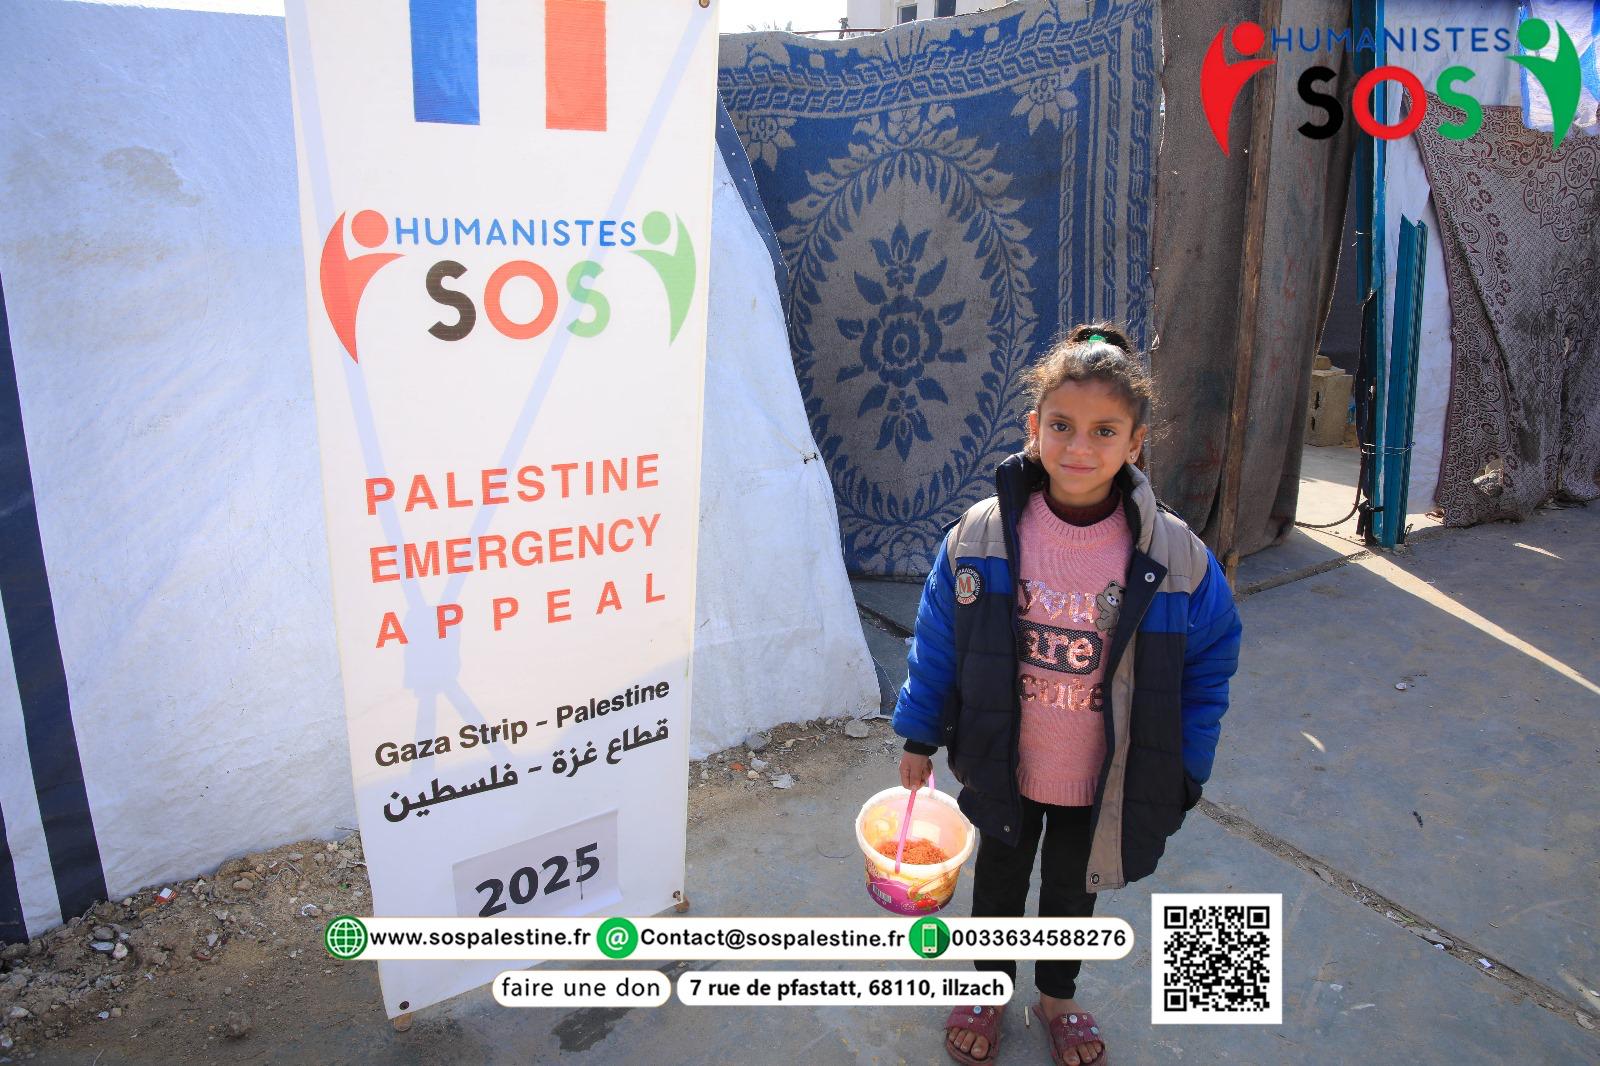 HUMANISTES
SOS
HUMANISTES
SOS
PALESTINE
EMERGENCY
APPEAL
Gaza Strip - Palestine
قطاع غزة - فلسطين
2025
You
are
cute
M
www.sospalestine.fr @ Contact@sospalestine.fr 0033634588276
faire une don 7 rue de pfastatt, 68110, illzach